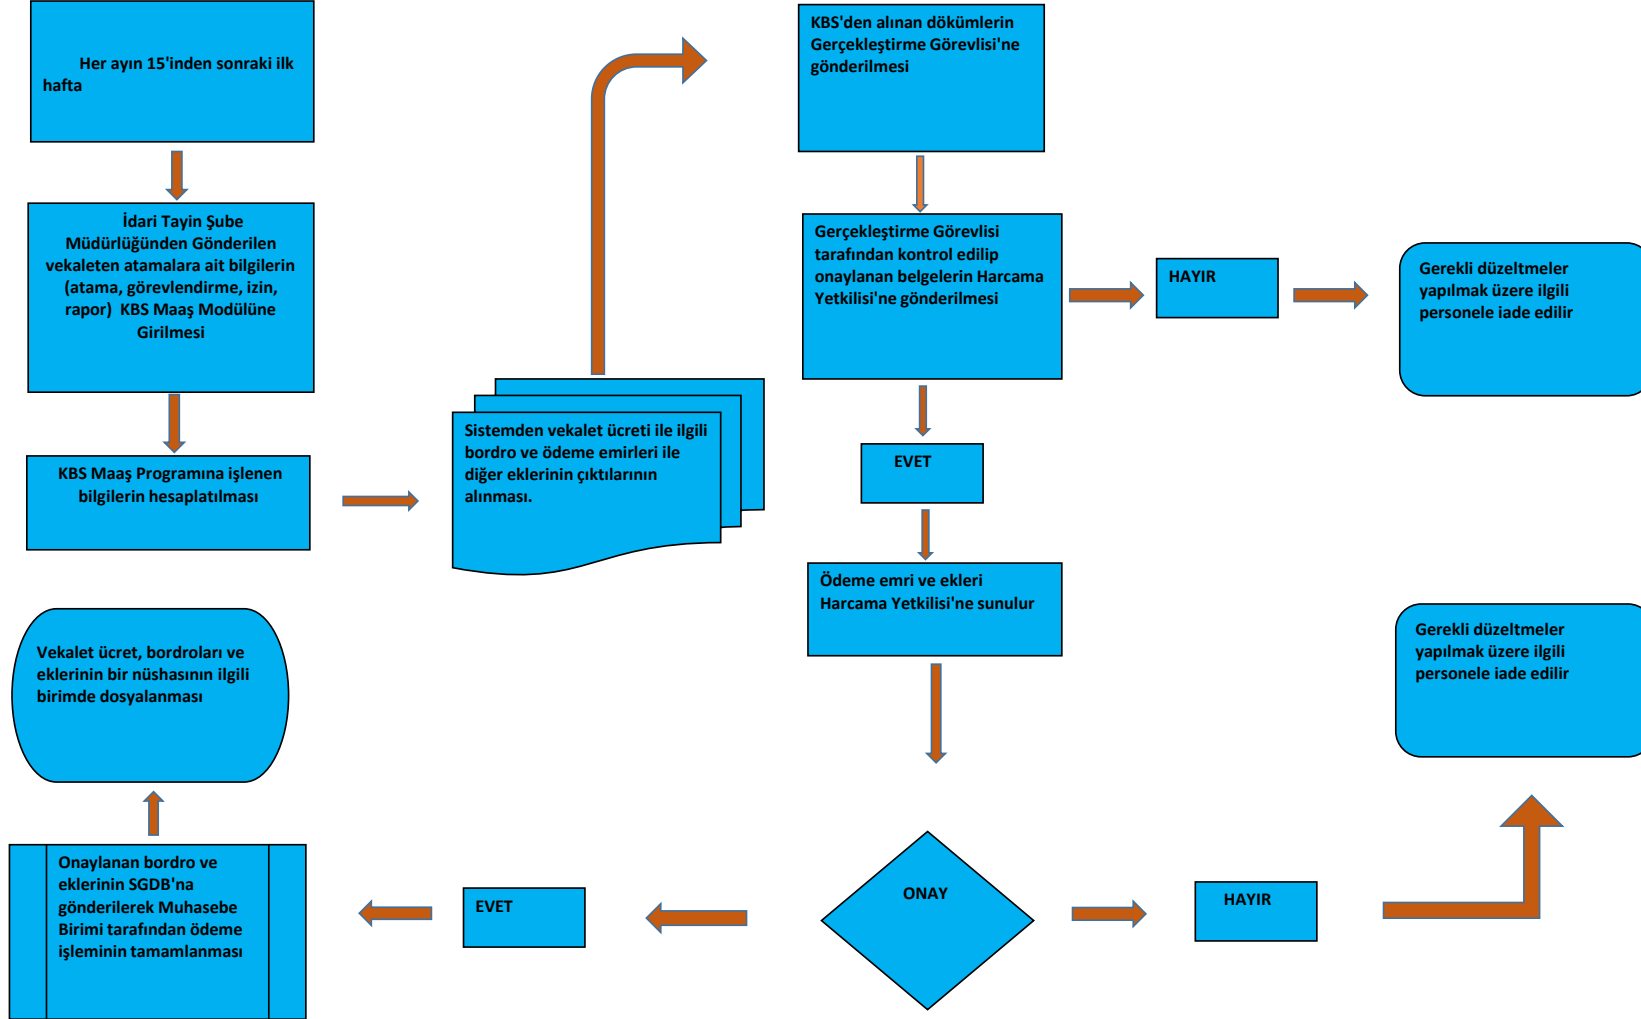 Her ayın 15'inden sonraki ilk
hafta
İdari Tayin Şube
Müdürlüğünden Gönderilen
vekaleten atamalara ait bilgilerin
(atama, görevlendirme, izin,
rapor) KBS Maaş Modülüne
Girilmesi
KBS Maaş Programına işlenen
bilgilerin hesaplatılması
Sistemden vekalet ücreti ile ilgili
bordro ve ödeme emirleri ile
diğer eklerinin çıktılarının
alınması.
KBS'den alınan dökümlerin
Gerçekleştirme Görevlisi'ne
gönderilmesi
Gerçekleştirme Görevlisi
tarafından kontrol edilip
onaylanan belgelerin Harcama
Yetkilisi'ne gönderilmesi
HAYIR
Gerekli düzeltmeler
yapılmak üzere ilgili
personele iade edilir
EVET
Ödeme emri ve ekleri
Harcama Yetkilisi'ne sunulur
ONAY
HAYIR
Gerekli düzeltmeler
yapılmak üzere ilgili
personele iade edilir
EVET
Onaylanan bordro ve
eklerinin SGDB'na
gönderilerek Muhasebe
Birimi tarafından ödeme
işleminin tamamlanması
Vekalet ücret, bordroları ve
eklerinin bir nüshasının ilgili
birimde dosyalanması